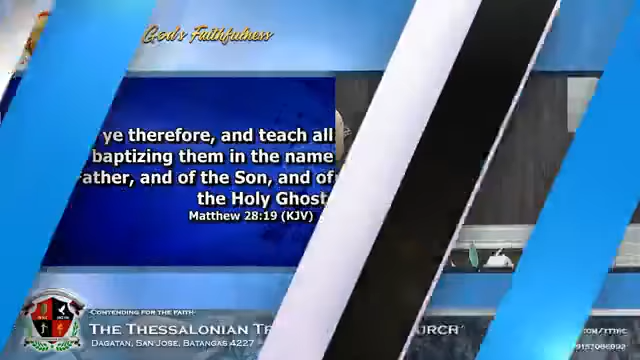 God's Faithfulness
ye therefore, and teach all
baptizing them in the name
ather, and of the Son, and of
the Holy Ghost
Matthew 28:19 (KJV)
Contending for the faith
The Thessalonian Tr
URCH
Dagatan, San Jose, Batangas 4227